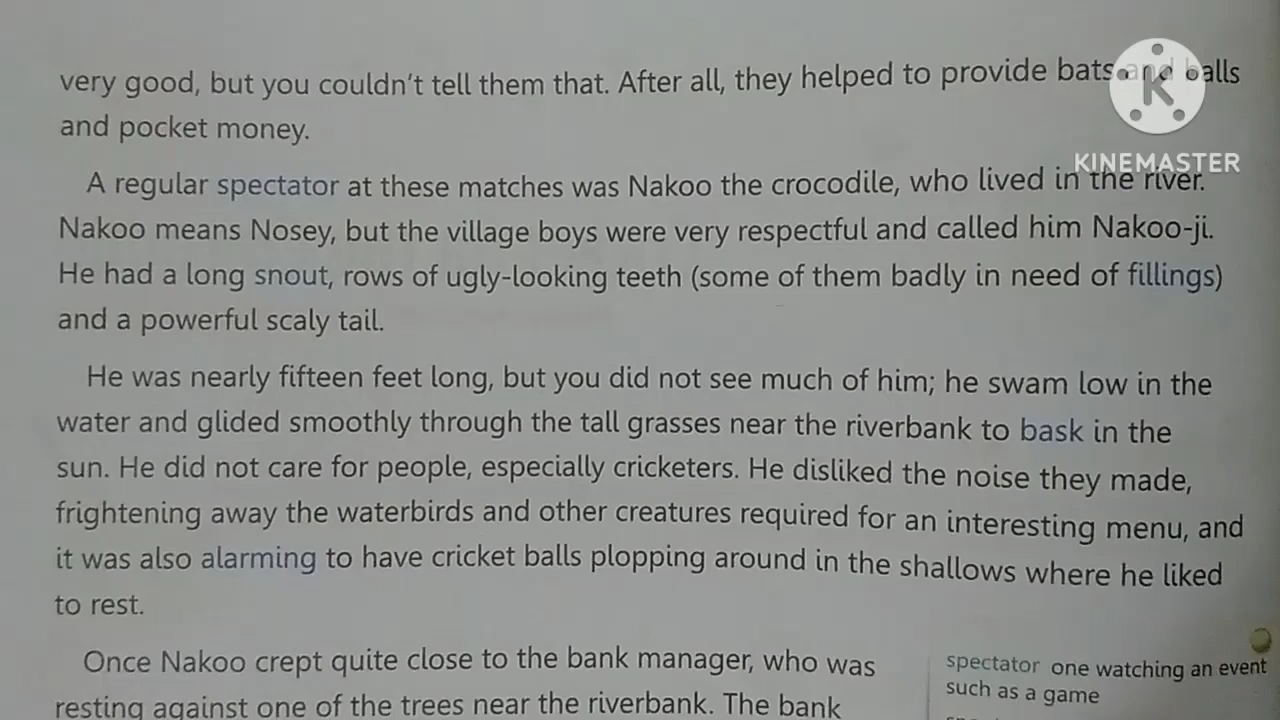 very good, but you couldn't tell them that. After all, they helped to provide bats and balls
and pocket money.
A regular spectator at these matches was Nakoo the crocodile, who lived in the river.
Nakoo means Nosey, but the village boys were very respectful and called him Nakoo-ji.
He had a long snout, rows of ugly-looking teeth (some of them badly in need of fillings)
and a powerful scaly tail.
He was nearly fifteen feet long, but you did not see much of him; he swam low in the
water and glided smoothly through the tall grasses near the riverbank to bask in the
sun. He did not care for people, especially cricketers. He disliked the noise they made,
frightening away the waterbirds and other creatures required for an interesting menu, and
it was also alarming to have cricket balls plopping around in the shallows where he liked
to rest.
Once Nakoo crept quite close to the bank manager, who was
resting against one of the trees near the riverbank. The bank
spectator one watching an event
such as a game
K
KINEMASTER